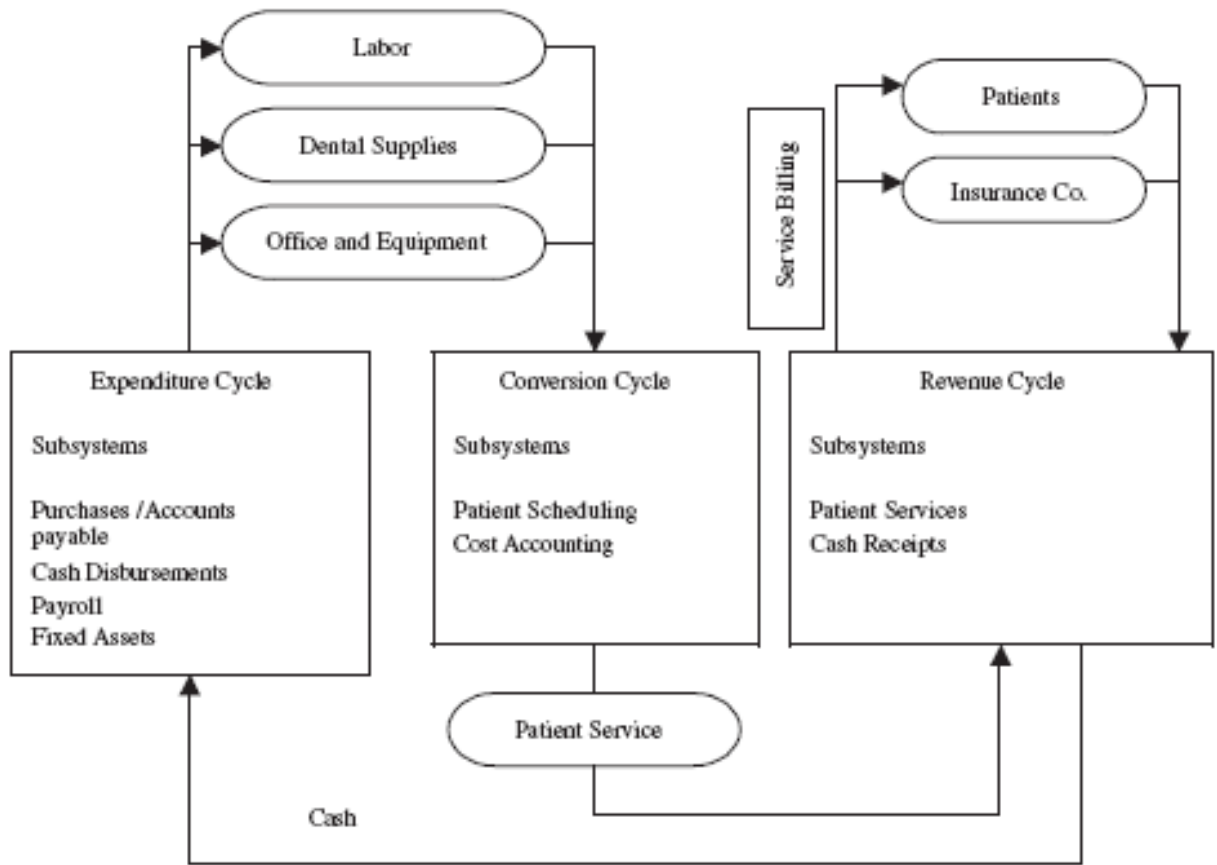 Labor
Dental Supplies
Office and Equipment
Patients
Insurance Co.
Service Billing
Expenditure Cycle
Subsystems
Purchases /Accounts
payable
Cash Disbursements
Payroll
Fixed Assets
Conversion Cycle
Subsystems
Patient Scheduling
Cost Accounting
Revenue Cycle
Subsystems
Patient Services
Cash Receipts
Patient Service
Cash